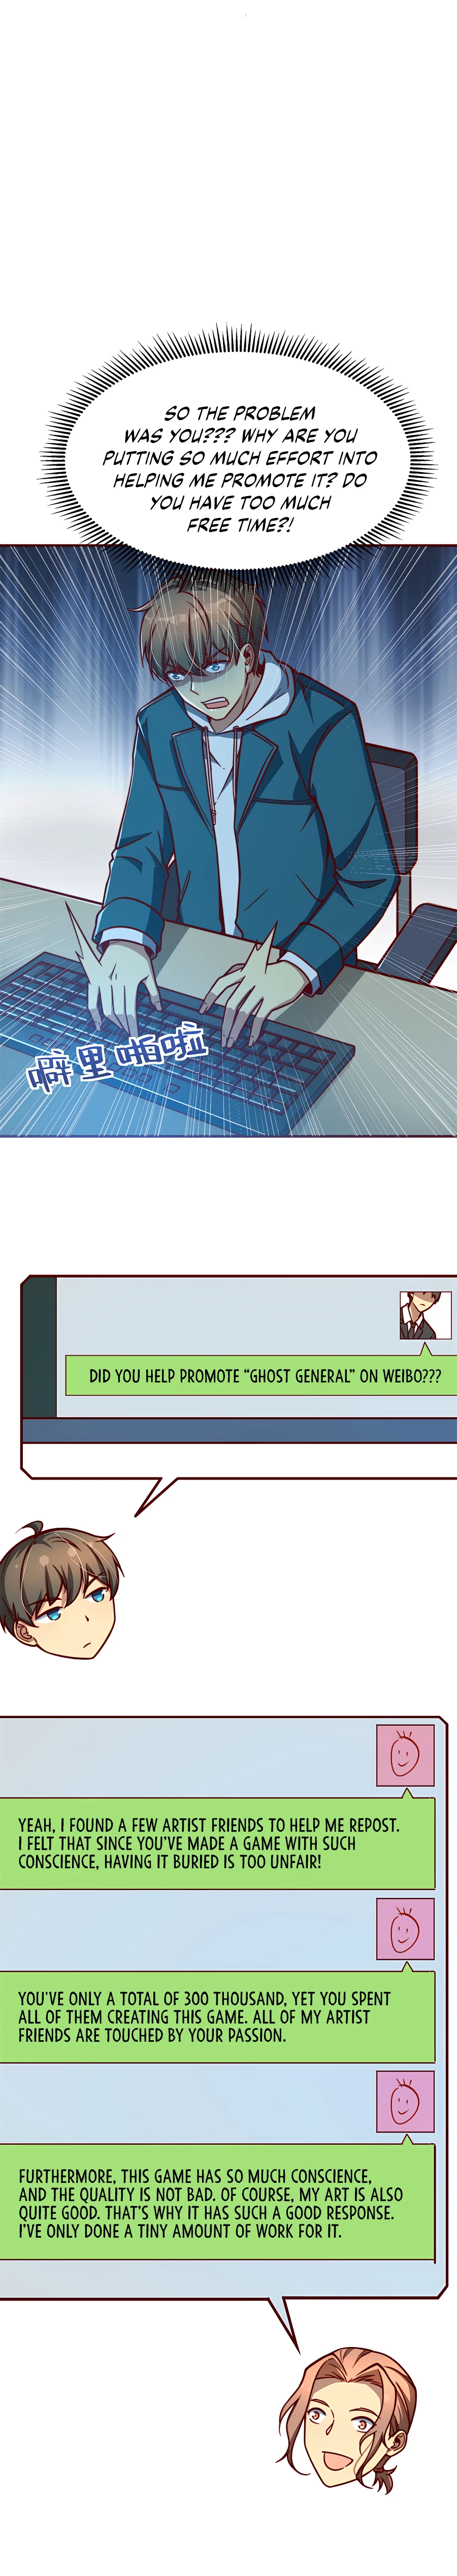 SO THE PROBLEM
WAS YOU??? WHY ARE YOU
PUTTING SO MUCH EFFORT INTO
HELPING ME PROMOTE IT? DO
YOU HAVE TOO MUCH
FREE TIME?!
噼里啪啦
DID YOU HELP PROMOTE “GHOST GENERAL” ON WEIBO???
YEAH, I FOUND A FEW ARTIST FRIENDS TO HELP ME REPOST.
I FELT THAT SINCE YOU'VE MADE A GAME WITH SUCH
CONSCIENCE, HAVING IT BURIED IS TOO UNFAIR!
YOU'VE ONLY A TOTAL OF 300 THOUSAND, YET YOU SPENT
ALL OF THEM CREATING THIS GAME. ALL OF MY ARTIST
FRIENDS ARE TOUCHED BY YOUR PASSION.
FURTHERMORE, THIS GAME HAS SO MUCH CONSCIENCE,
AND THE QUALITY IS NOT BAD. OF COURSE, MY ART IS ALSO
QUITE GOOD. THAT'S WHY IT HAS SUCH A GOOD RESPONSE.
I'VE ONLY DONE A TINY AMOUNT OF WORK FOR IT.